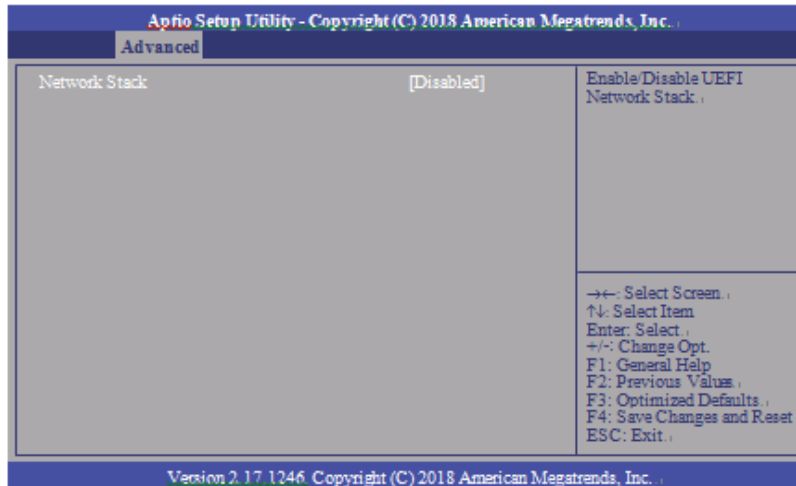 Aptio Setup Utility - Copyright (C) 2018 American Megatrends, Inc.
Advanced
Network Stack [Disabled]
Enable/Disable UEFI
Network Stack.
→←: Select Screen.
↑↓: Select Item
Enter: Select.
+/-: Change Opt.
F1: General Help
F2: Previous Values.
F3: Optimized Defaults.
F4: Save Changes and Reset
ESC: Exit.
Version 2.17.1246. Copyright (C) 2018 American Megatrends, Inc.